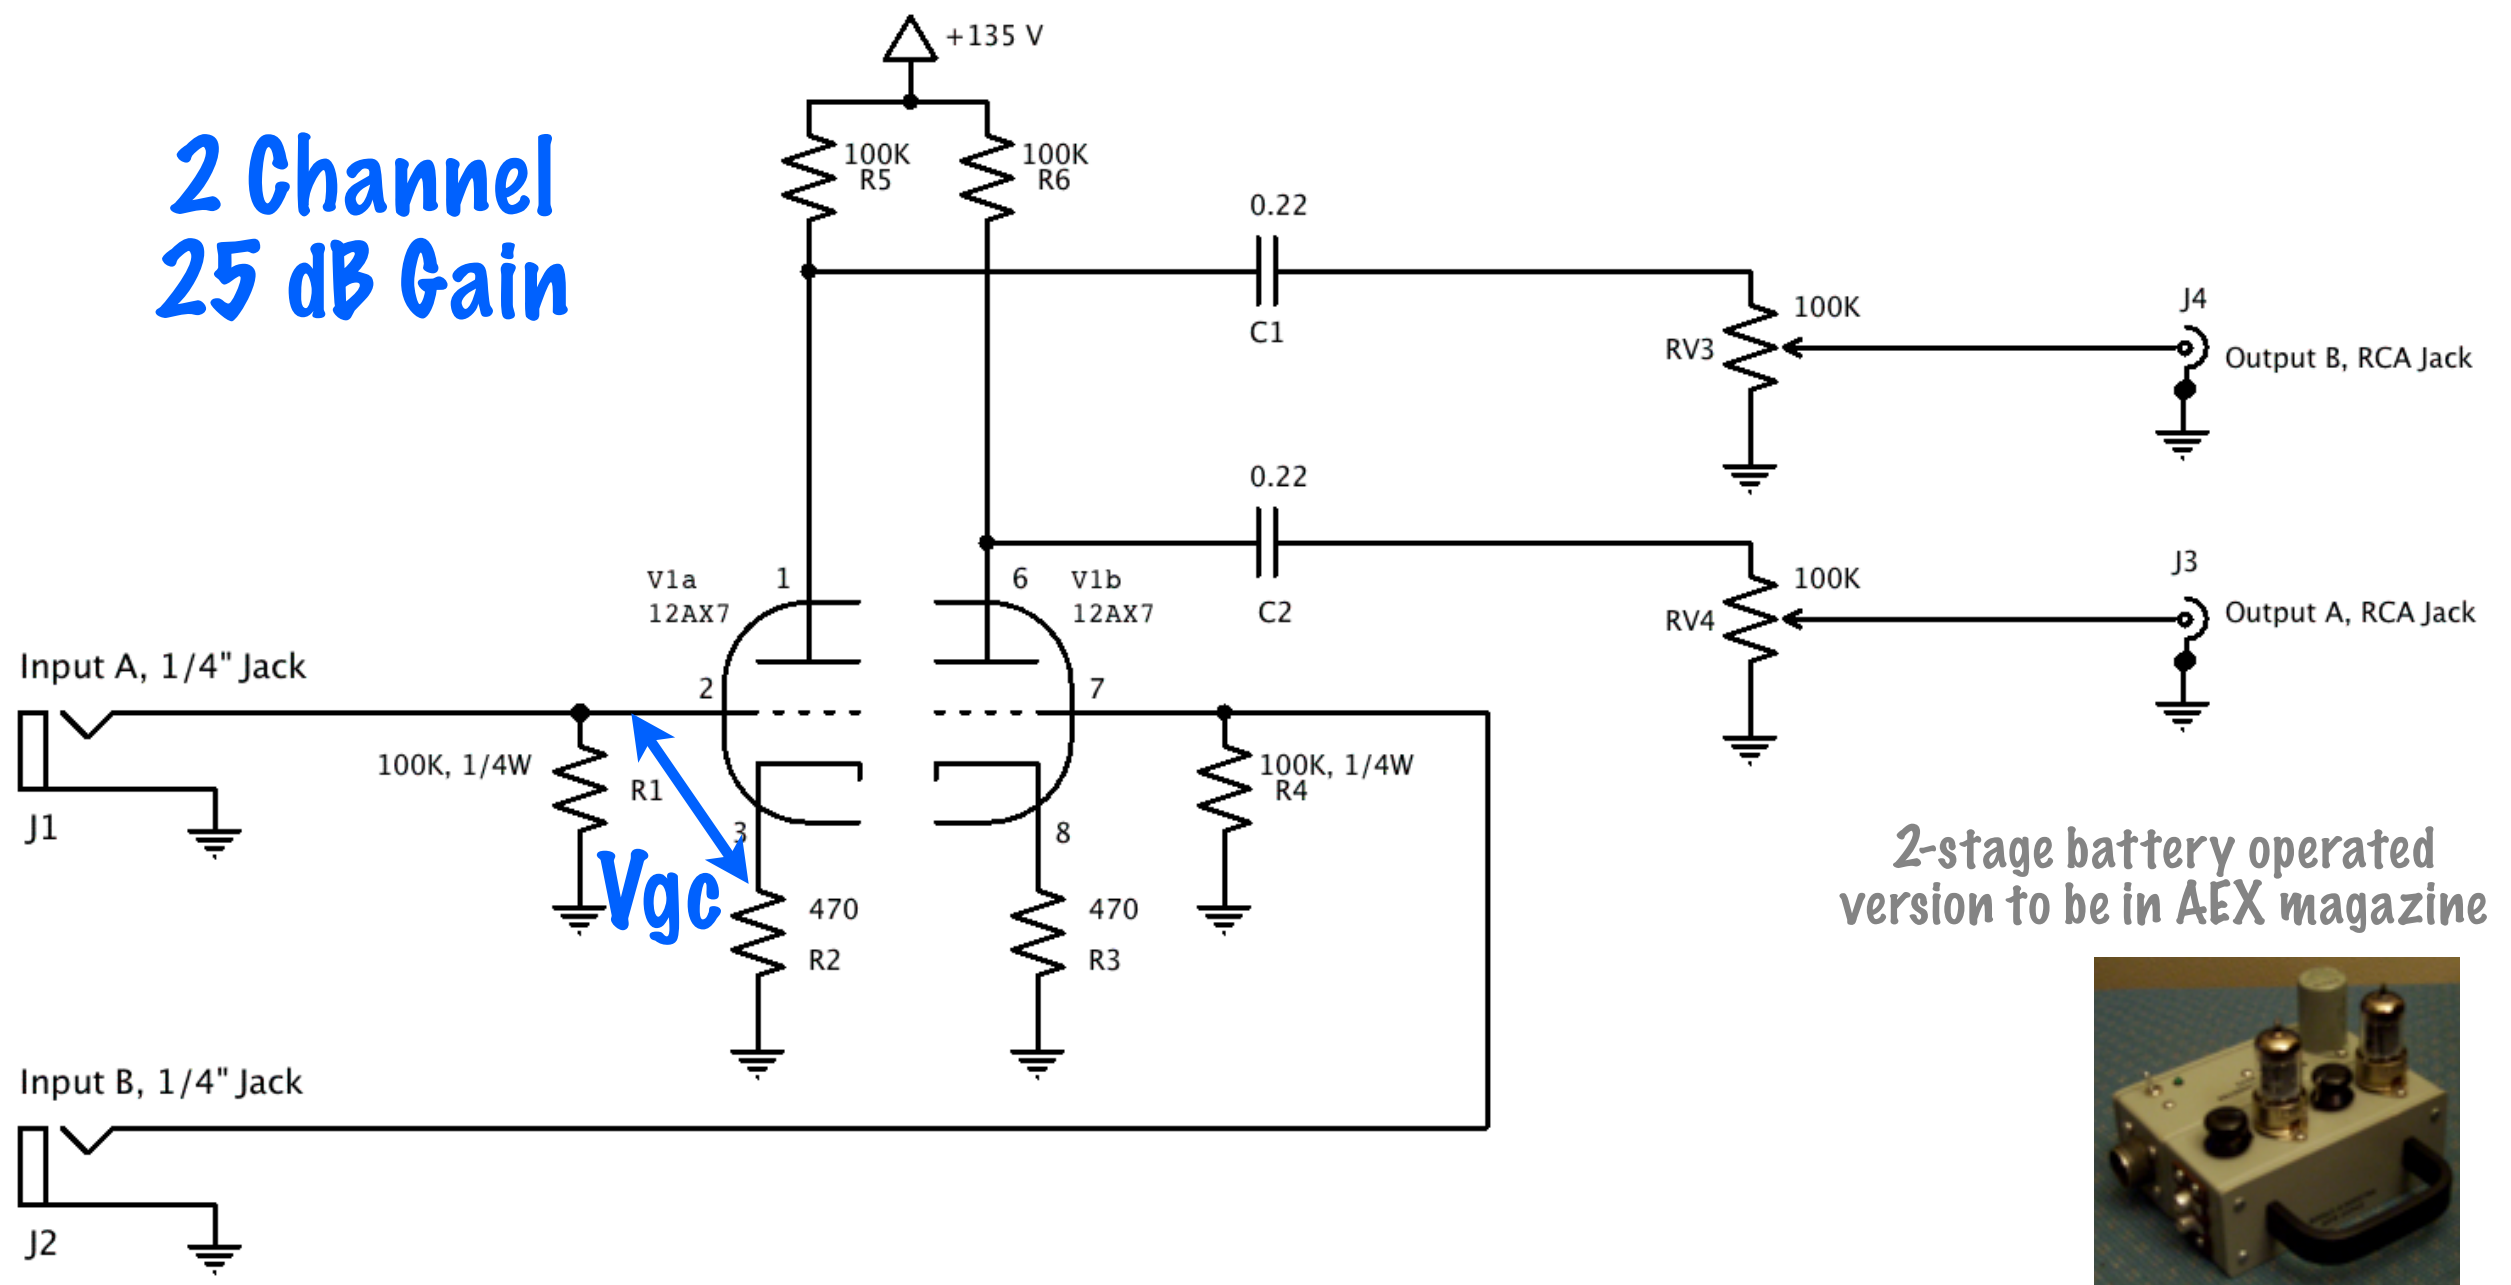 +135 V
2 Channel
25 dB Gain
100K
R5
100K
R6
0.22
C1
100K
RV3
J4
Output B, RCA Jack
0.22
C2
100K
RV4
J3
Output A, RCA Jack
V1a
12AX7
1
6
V1b
12AX7
Input A, 1/4" Jack
2
7
100K, 1/4W
R1
100K, 1/4W
R4
J1
3
8
Vgc
470
R2
470
R3
2-stage battery operated
version to be in AEX magazine
Input B, 1/4" Jack
J2